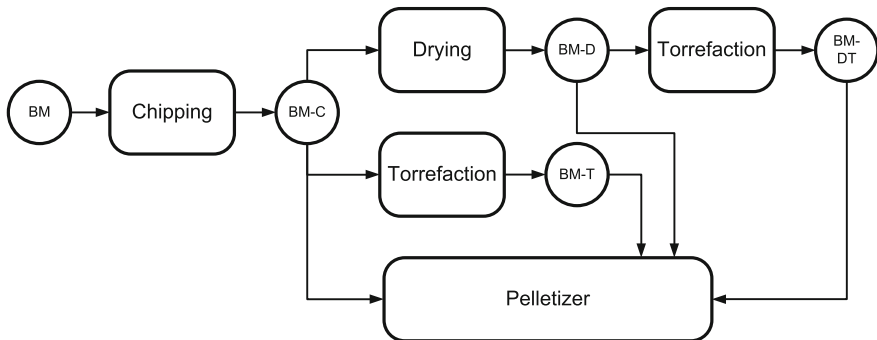 Drying
BM-D
Torrefaction
BM-
DT
BM
Chipping
BM-C
Torrefaction
BM-T
Pelletizer